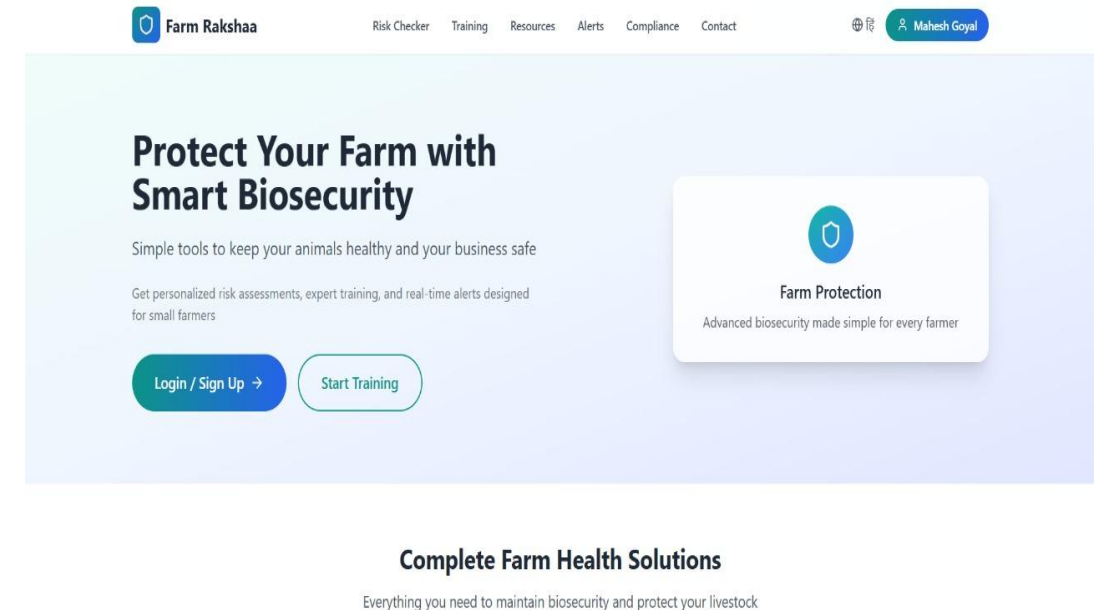 Farm Rakshaa
Risk Checker Training Resources Alerts Compliance Contact
हिं Mahesh Goyal
Protect Your Farm with
Smart Biosecurity
Simple tools to keep your animals healthy and your business safe
Get personalized risk assessments, expert training, and real-time alerts designed
for small farmers
Login / Sign Up →
Start Training
Farm Protection
Advanced biosecurity made simple for every farmer
Complete Farm Health Solutions
Everything you need to maintain biosecurity and protect your livestock